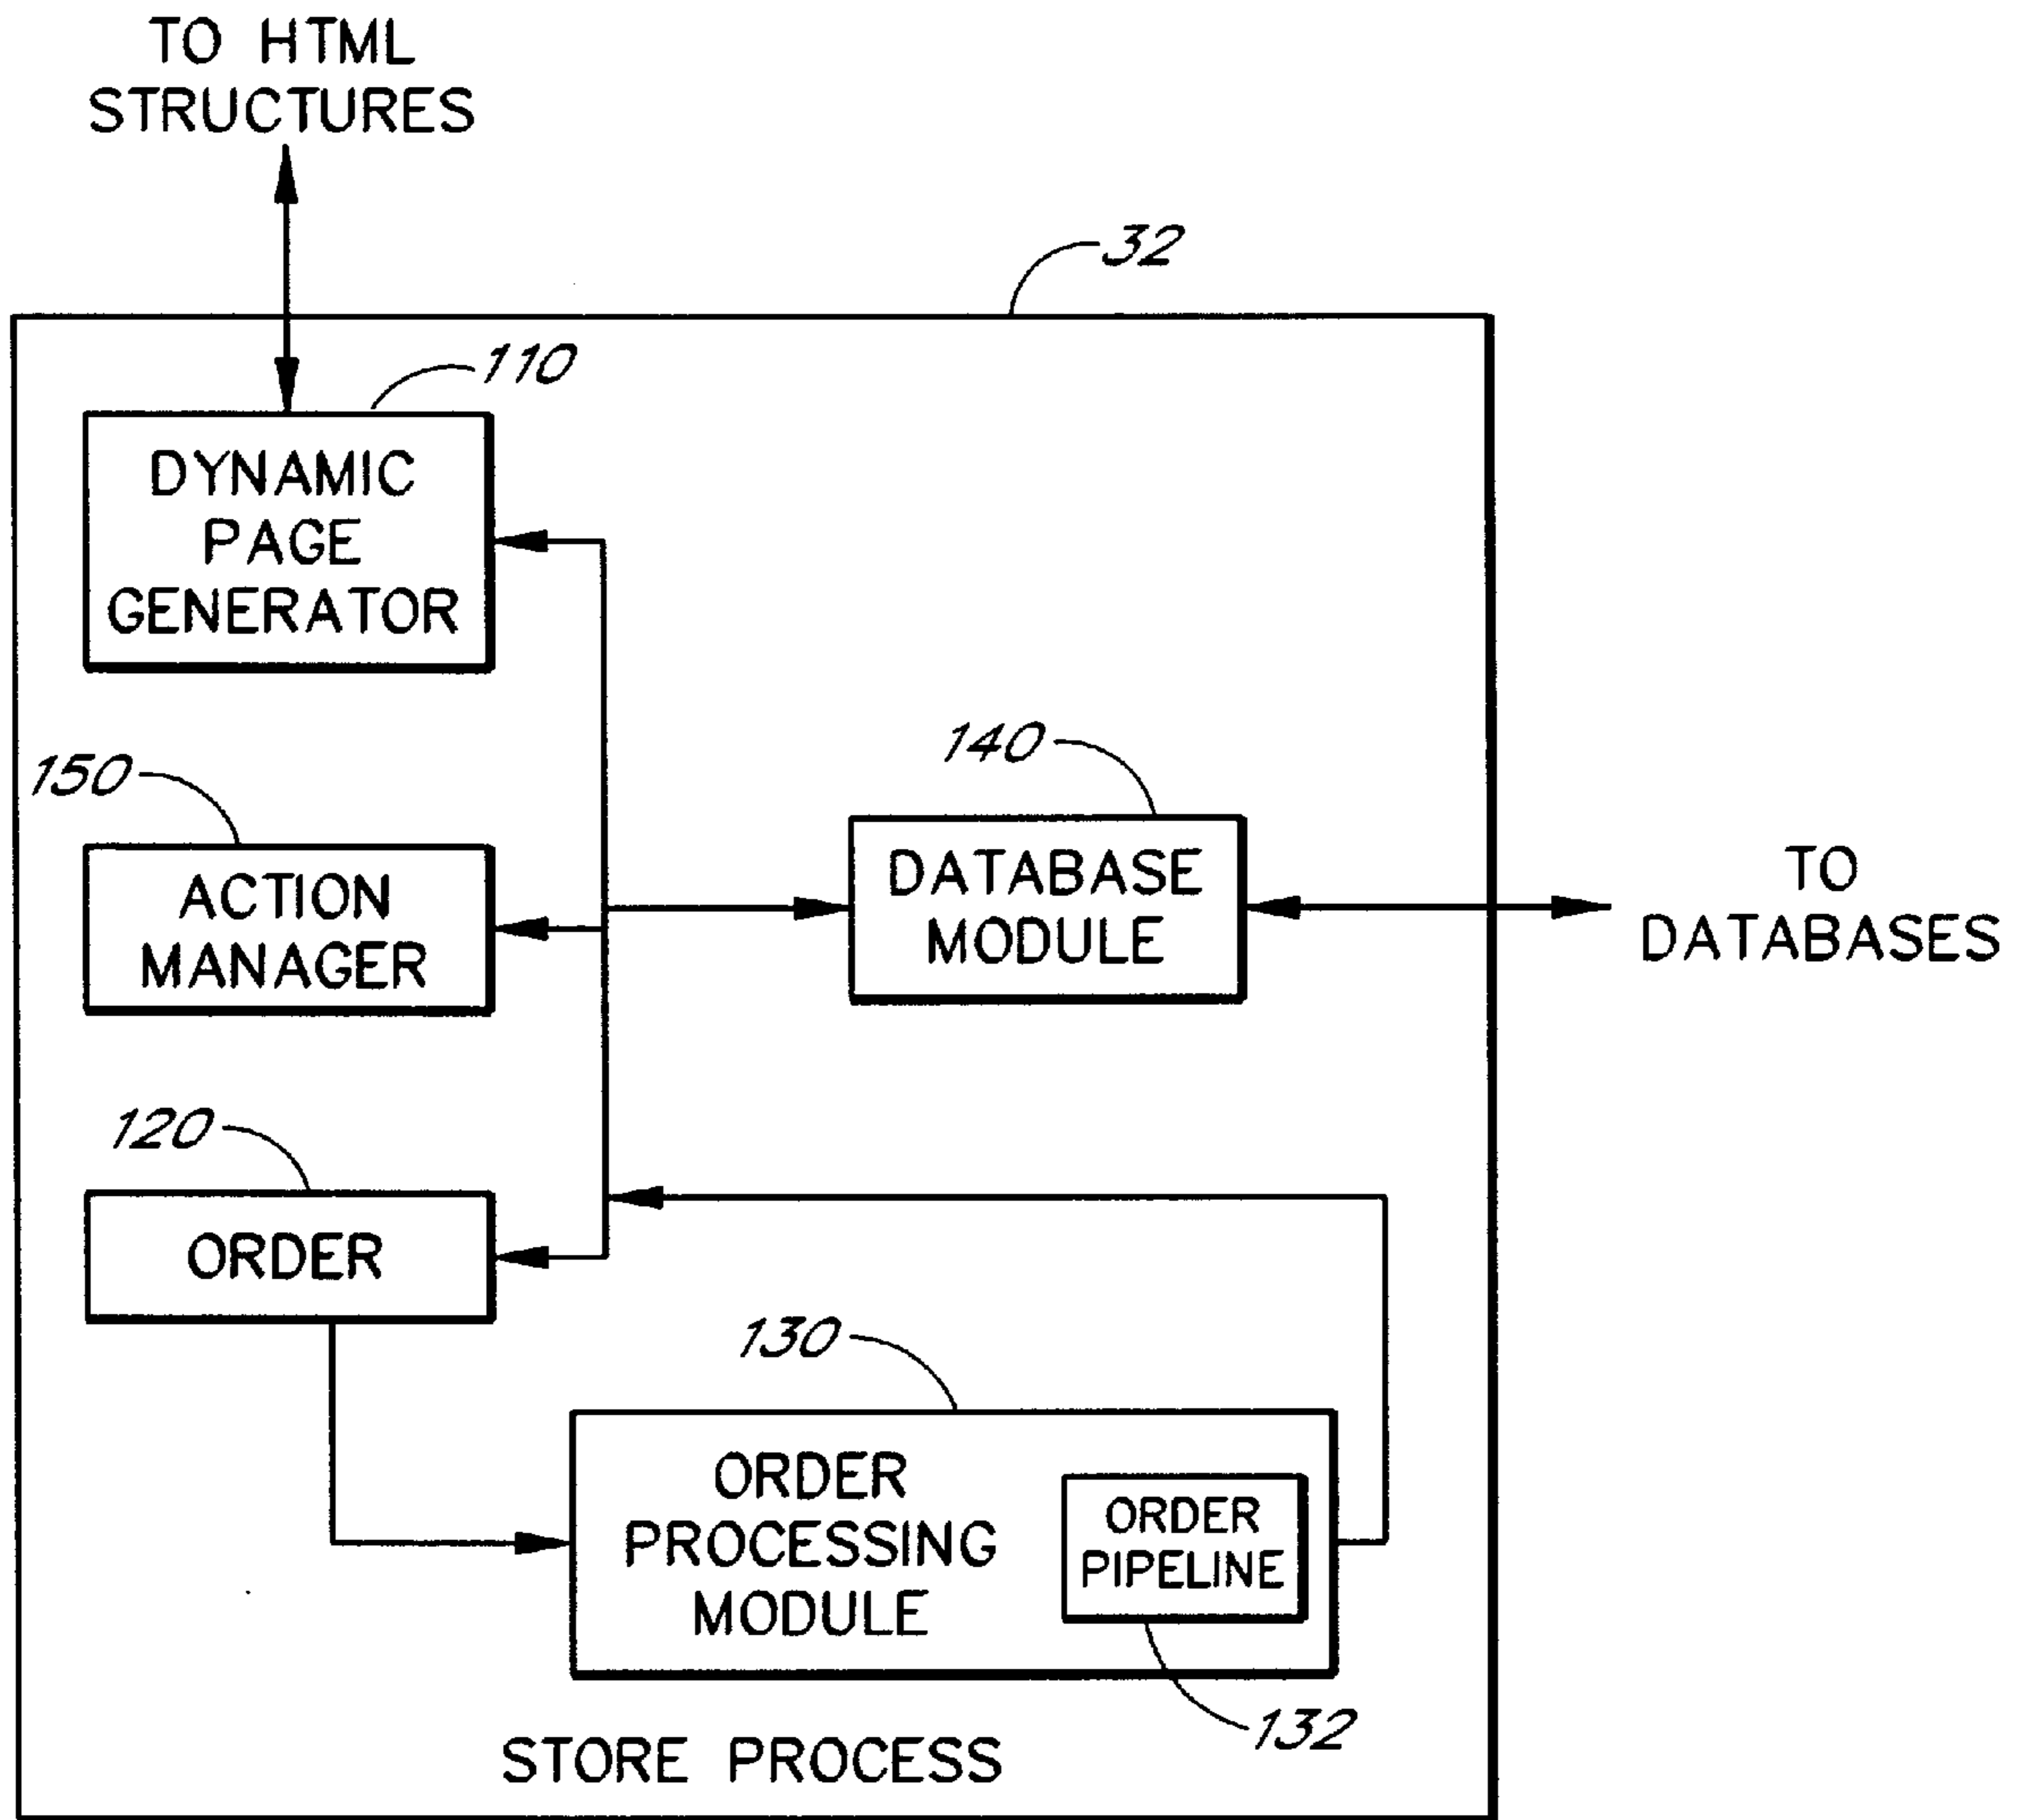 TO HTML
STRUCTURES
32
110
DYNAMIC
PAGE
GENERATOR
140
150
DATABASE
MODULE
TO
DATABASES
ACTION
MANAGER
120
ORDER
130
ORDER
PROCESSING
MODULE
ORDER
PIPELINE
132
STORE PROCESS